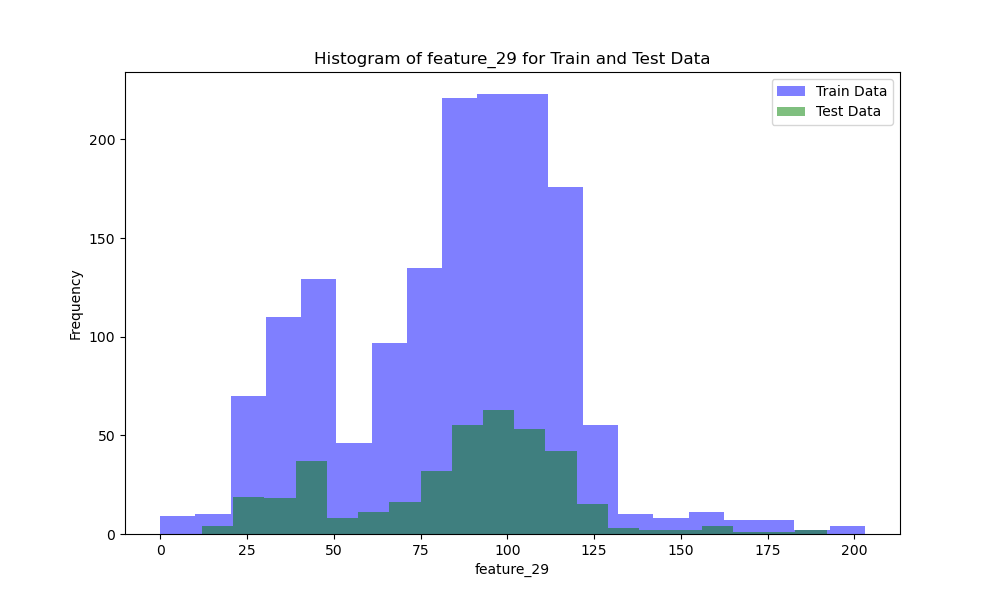 Histogram of feature_29 for Train and Test Data
Train Data
Test Data
200
150
100
50
0
Frequency
0 25 50 75 100 125 150 175 200
feature_29